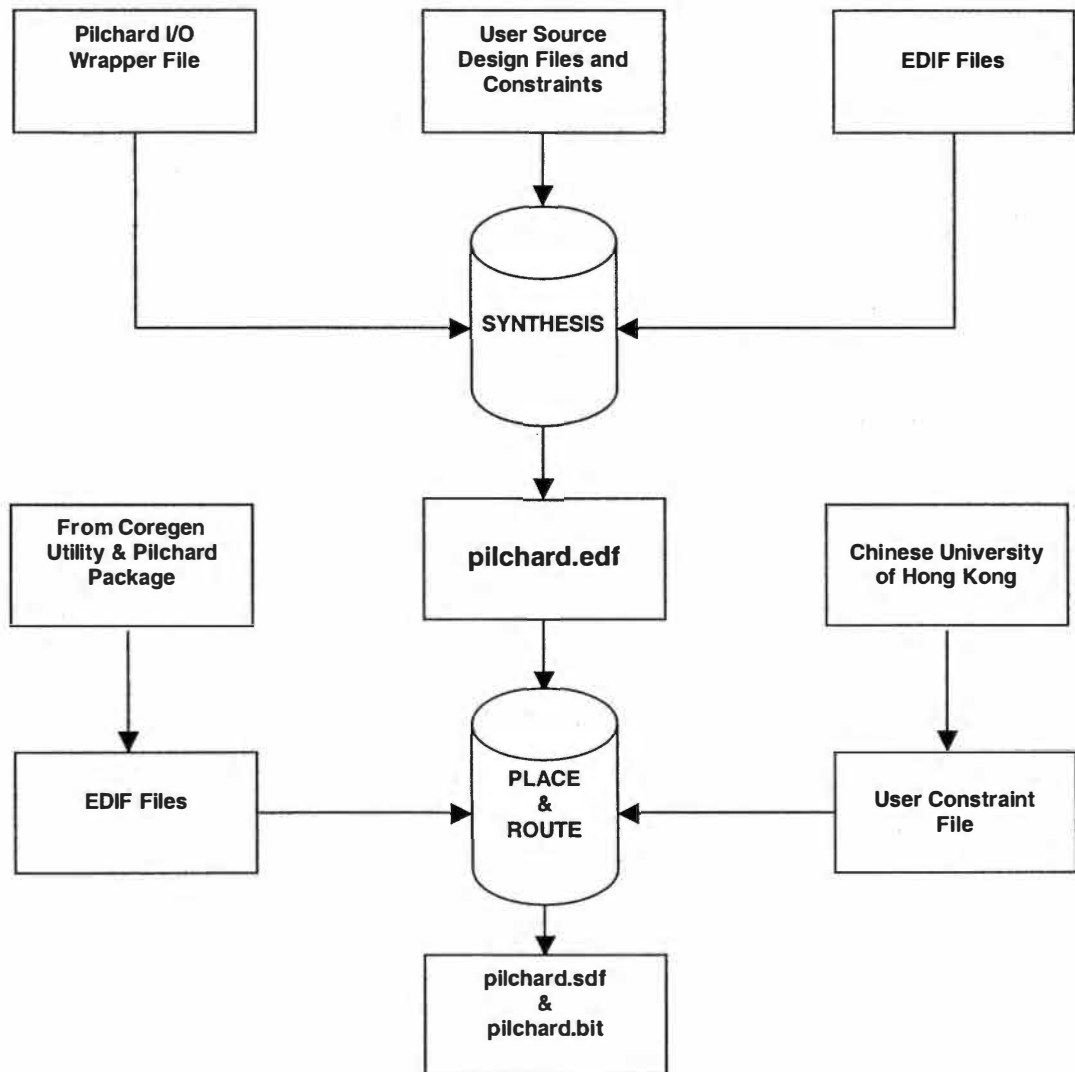 Pilchard I/O
Wrapper File
User Source
Design Files and
Constraints
EDIF Files
SYNTHESIS
pilchard.edf
From Coregen
Utility & Pilchard
Package
Chinese University
of Hong Kong
EDIF Files
PLACE
&
ROUTE
User Constraint
File
pilchard.sdf
&
pilchard.bit